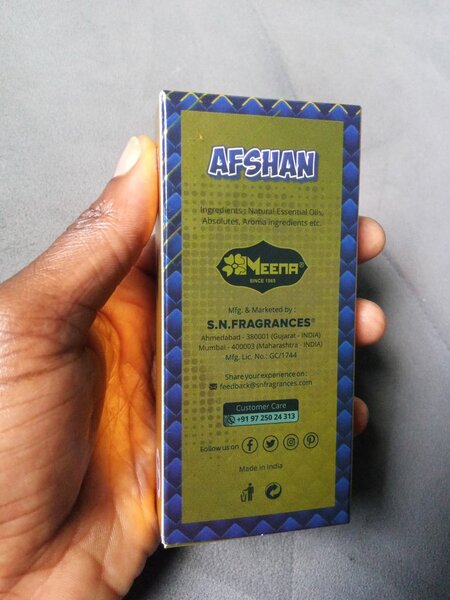 AFSHAN
Ingredients : Natural Essential Oils,
Absolutes, Aroma ingredients etc.
MEENA®
SINCE 1965
Mfg. & Marketed by :
S.N.FRAGRANCES®
Ahmedabad - 380001 (Gujarat - INDIA)
Mumbai - 400003 (Maharashtra - INDIA)
Mfg. Lic. No.: GC/1744
Share your experience on :
feedback@snfragrances.com
Customer Care
+91 97 250 24 313
Follow us on
Made in India